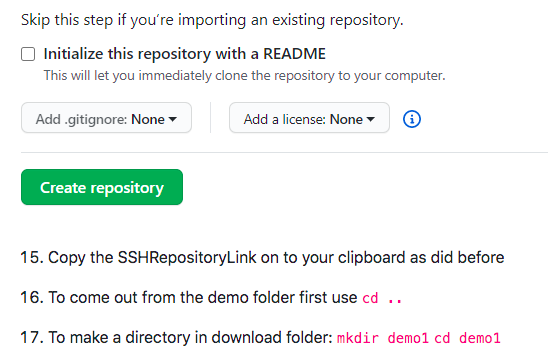 Skip this step if you’re importing an existing repository.
Initialize this repository with a README
This will let you immediately clone the repository to your computer.
Add .gitignore: None Add a license: None
Create repository
15. Copy the SSHRepositoryLink on to your clipboard as did before
16. To come out from the demo folder first use cd ..
17. To make a directory in download folder: mkdir demo1 cd demo1